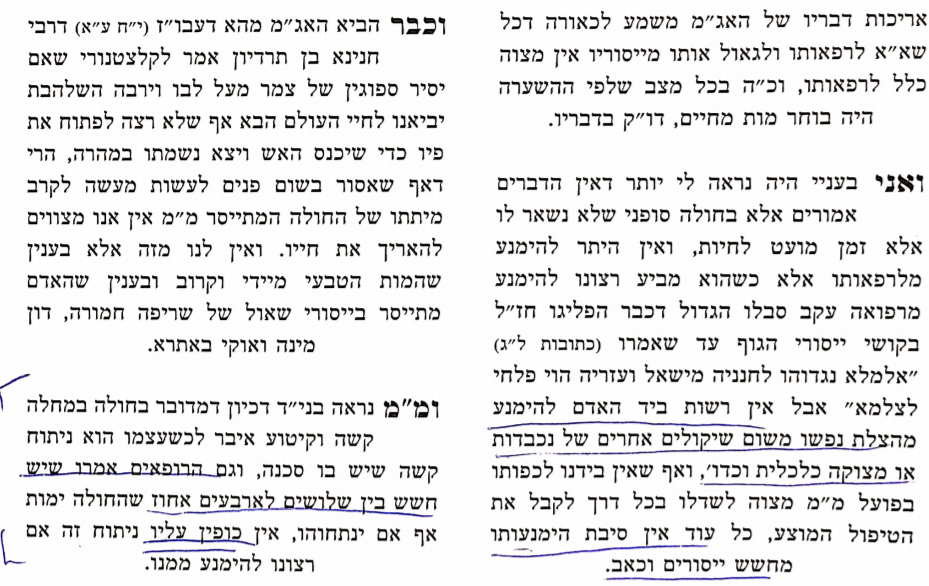 אריכות דבריו של האג״מ משמע לכאורה דכל
שא״א לרפאותו ולגאול אותו מייסוריו אין מצוה
כלל לרפאותו, וכ״ה בכל מצב שלפי ההשערה
היה בוחר מות מחיים, דו״ק בדבריו.
ואני בעניי היה נראה לי יותר דאין הדברים
אמורים אלא בחולה סופני שלא נשאר לו
אלא זמן מועט לחיות, ואין היתר להימנע
מלרפאותו אלא כשהוא מביע רצונו להימנע
מרפואה עקב סבלו הגדול דכבר הפליגו חז״ל
בקושי ייסורי הגוף עד שאמרו (כתובות ל״ג)
״אלמלא נגדוהו לחנניה מישאל ועזריה הוי פלחי
לצלמא״ אבל אין רשות ביד האדם להימנע
מהצלת נפשו משום שיקולים אחרים של נכבדות
או מצוקה כלכלית וכדו׳, ואף שאין בידנו לכפותו
בפועל מ״מ מצוה לשדלו בכל דרך לקבל את
הטיפול המוצע, כל עוד אין סיבת הימנעותו
מחשש ייסורים וכאב.
וכבר הביא האג״מ מהא דעבו״ז (י״ח ע״א) דרבי
חנינא בן תרדיון אמר לקלצטנורי שאם
יסיר ספוגין של צמר מעל לבו וירבה השלהבת
יביאנו לחיי העולם הבא אף שלא רצה לפתוח את
פיו כדי שיכנס האש ויצא נשמתו במהרה, הרי
דאף שאסור בשום פנים לעשות מעשה לקרב
מיתתו של החולה המתייסר מ״מ אין אנו מצווים
להאריך את חייו. ואין לנו מזה אלא בענין
שהמות הטבעי מיידי וקרוב ובענין שהאדם
מתייסר בייסורי שאול של שריפה חמורה, דון
מינה ואוקי באתרא.
ומ״מ נראה בני״ד דכיון דמדובר בחולה במחלה
קשה וקיטוע איבר לכשעצמו הוא ניתוח
קשה שיש בו סכנה, וגם הרופאים אמרו שיש
חשש בין שלושים לארבעים אחוז שהחולה ימות
אף אם ינתחוהו, אין כופין עליו ניתוח זה אם
רצונו להימנע ממנו.